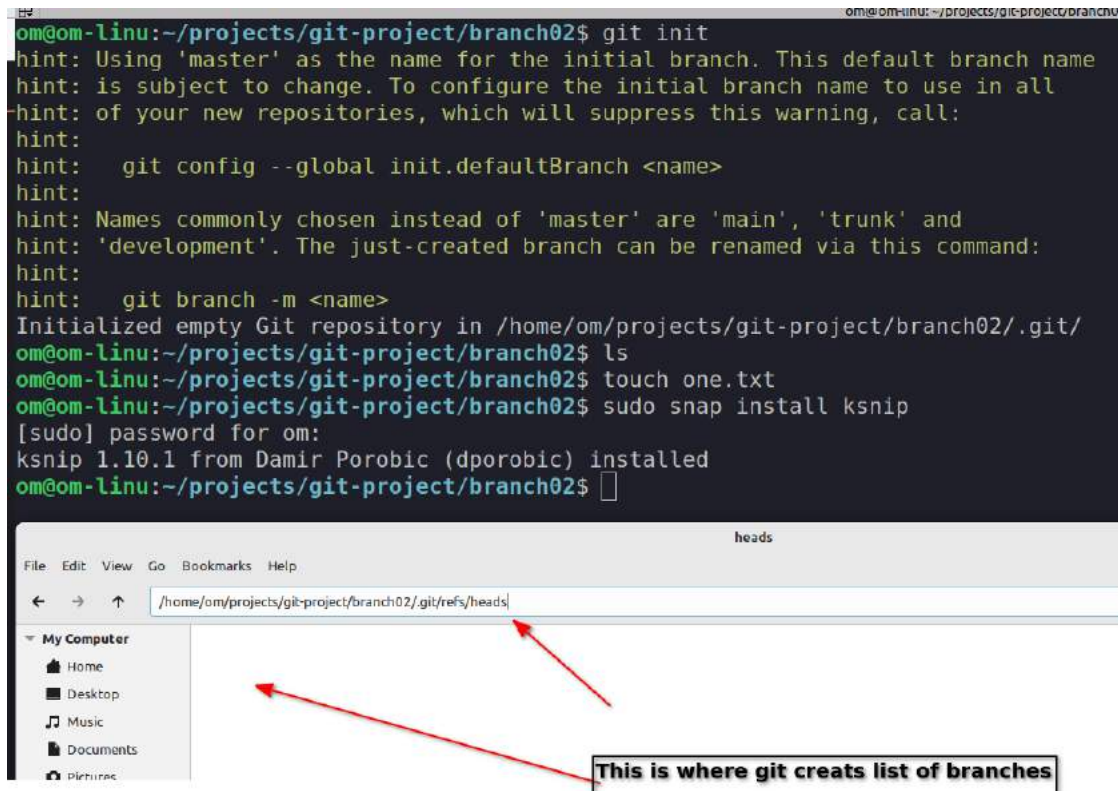 om@om-linu: ~/projects/git-project/branch0
om@om-linu:~/projects/git-project/branch02$ git init
hint: Using 'master' as the name for the initial branch. This default branch name
hint: is subject to change. To configure the initial branch name to use in all
hint: of your new repositories, which will suppress this warning, call:
hint:
hint:   git config --global init.defaultBranch <name>
hint:
hint: Names commonly chosen instead of 'master' are 'main', 'trunk' and
hint: 'development'. The just-created branch can be renamed via this command:
hint:
hint:   git branch -m <name>
Initialized empty Git repository in /home/om/projects/git-project/branch02/.git/
om@om-linu:~/projects/git-project/branch02$ ls
om@om-linu:~/projects/git-project/branch02$ touch one.txt
om@om-linu:~/projects/git-project/branch02$ sudo snap install ksnip
[sudo] password for om:
ksnip 1.10.1 from Damir Porobic (dporobic) installed
om@om-linu:~/projects/git-project/branch02$
heads
File Edit View Go Bookmarks Help
/home/om/projects/git-project/branch02/.git/refs/heads
My Computer
Home
Desktop
Music
Documents
Pictures
This is where git creats list of branches